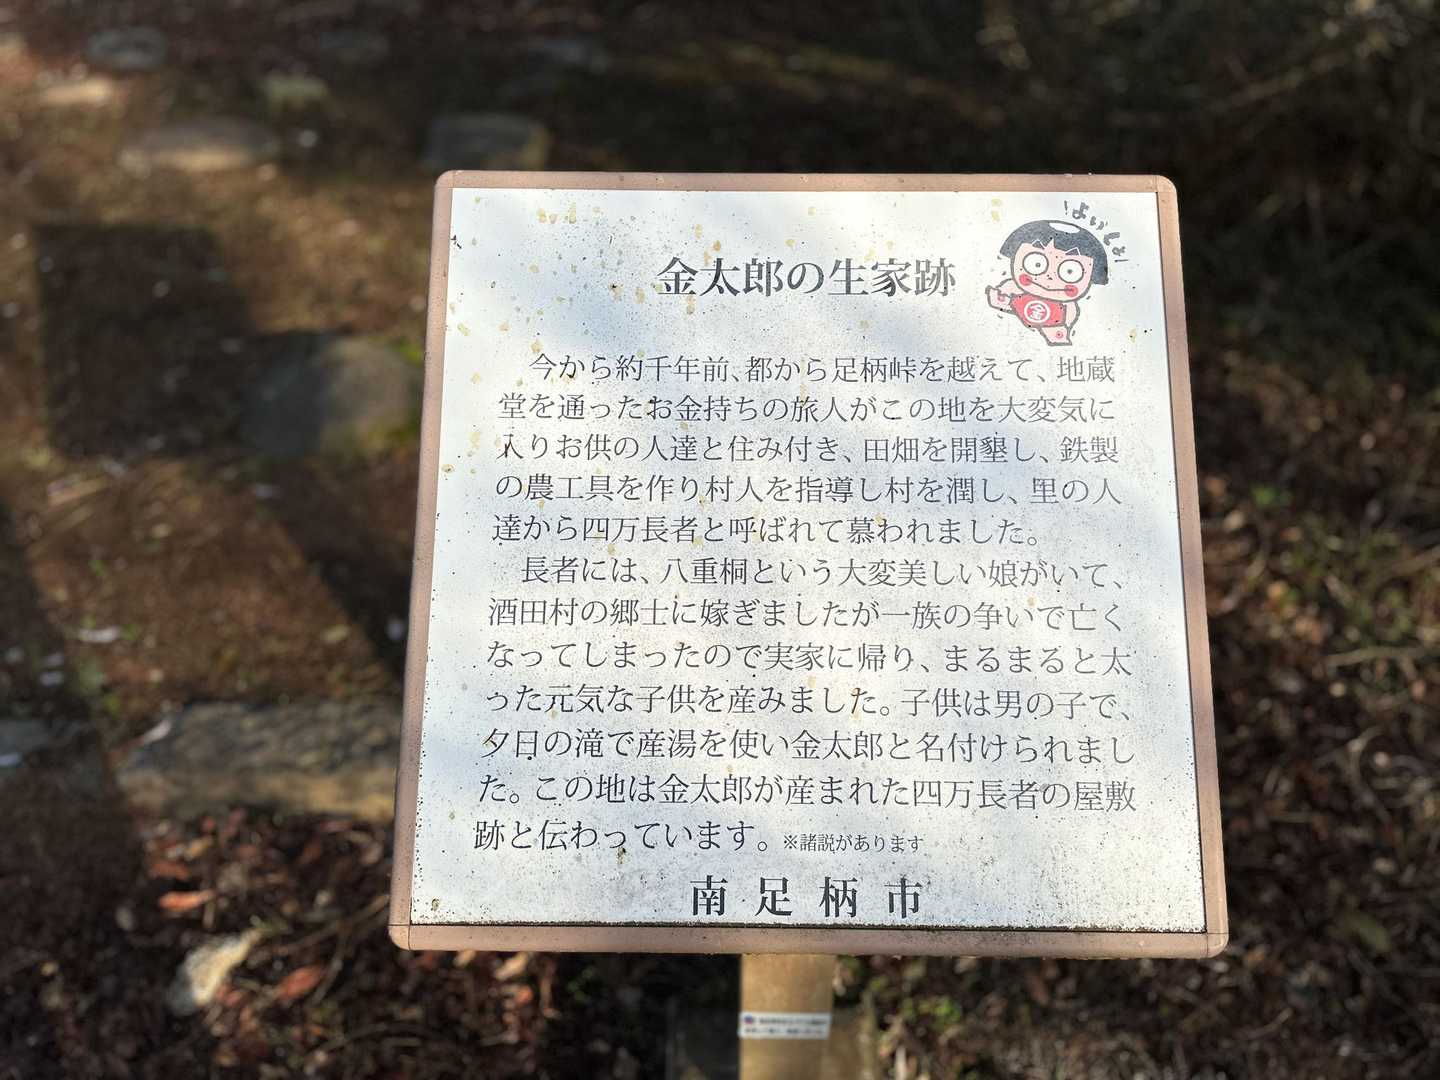 よいしょ
金太郎の生家跡
金
今から約千年前、都から足柄峠を越えて、地蔵
堂を通ったお金持ちの旅人がこの地を大変気に
入りお供の人達と住み付き、田畑を開墾し、鉄製
の農工具を作り村人を指導し村を潤し、里の人
達から四万長者と呼ばれて慕われました。
長者には、八重桐という大変美しい娘がいて、
酒田村の郷士に嫁ぎましたが一族の争いで亡く
なってしまったので実家に帰り、まるまると太
った元気な子供を産みました。子供は男の子で、
夕日の滝で産湯を使い金太郎と名付けられまし
た。この地は金太郎が産まれた四万長者の屋敷
跡と伝わっています。※諸説があります
南足柄市